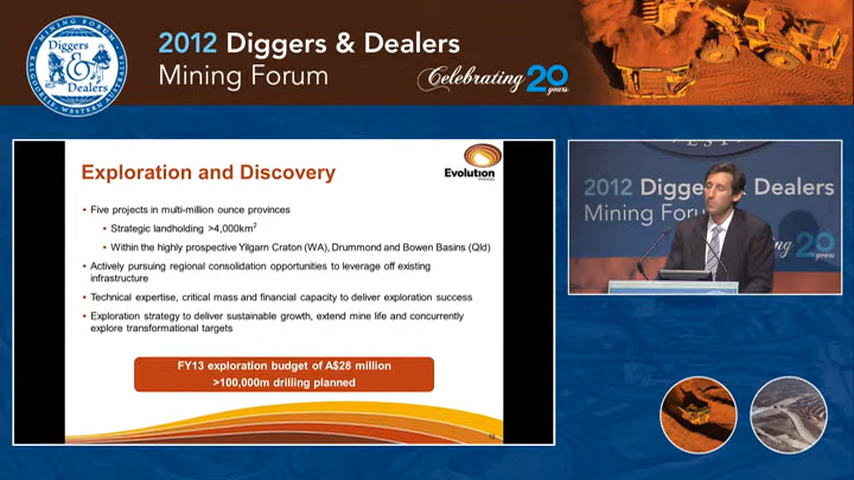 MINING FORUM
Diggers
&
Dealers
KALGOORLIE, WESTERN AUSTRALIA
2012 Diggers & Dealers
Mining Forum
Celebrating 20 years
Exploration and Discovery
Evolution
• Five projects in multi-million ounce provinces
• Strategic landholding >4,000km²
• Within the highly prospective Yilgarn Craton (WA), Drummond and Bowen Basins (Qld)
• Actively pursuing regional consolidation opportunities to leverage off existing
infrastructure
• Technical expertise, critical mass and financial capacity to deliver exploration success
• Exploration strategy to deliver sustainable growth, extend mine life and concurrently
explore transformational targets
FY13 exploration budget of A$28 million
>100,000m drilling planned
2012 Digg Dealers
Mining Foru
ing 20